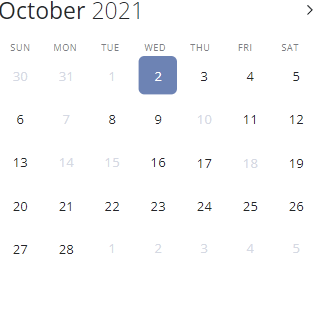 October 2021
SUN MON TUE WED THU FRI SAT
30 31 1 2 3 4 5
6 7 8 9 10 11 12
13 14 15 16 17 18 19
20 21 22 23 24 25 26
27 28 1 2 3 4 5